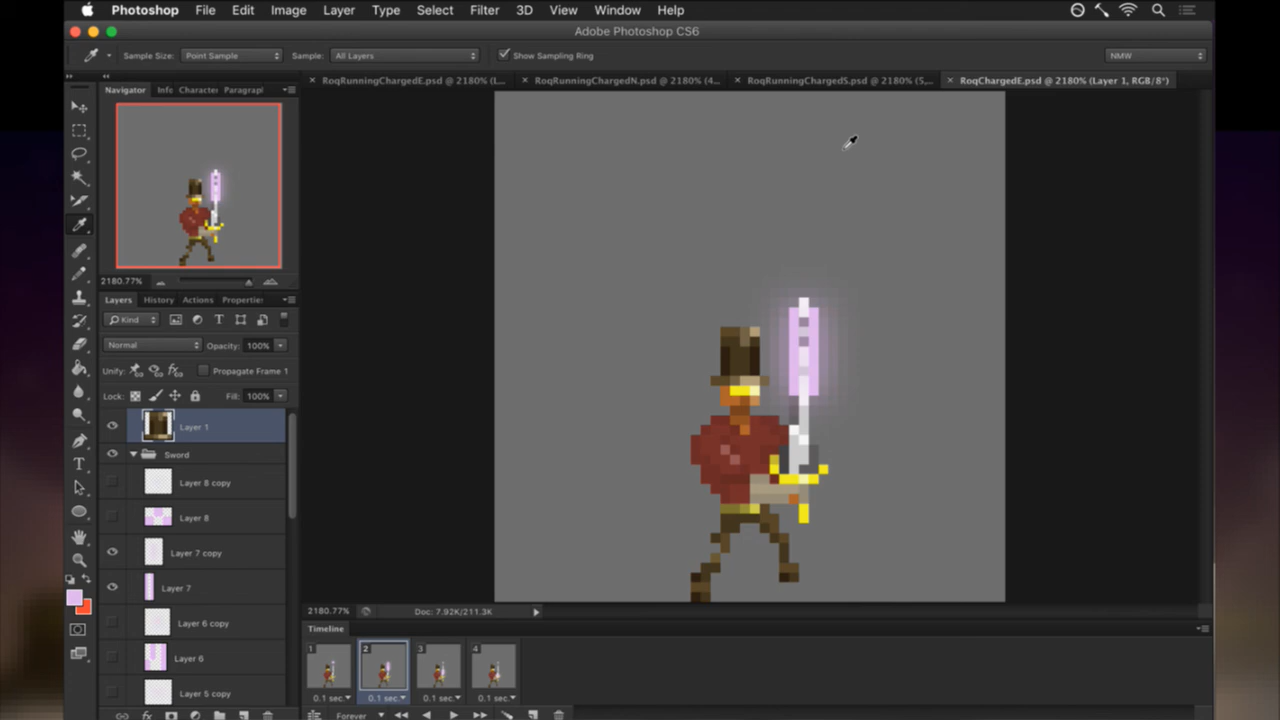 Photoshop File Edit Image Layer Type Select Filter 3D View Window Help
Adobe Photoshop CS6
Sample Size: Point Sample Sample: All Layers Show Sampling Ring NMW
RoqRunningChargedE.psd @ 2180% (L... RoqRunningChargedN.psd @ 2180% (4... RoqRunningChargedS.psd @ 2180% (5,... RoqChargedE.psd @ 2180% (Layer 1, RGB/8*)
Navigator Info Character Paragraph
2180.77%
Layers History Actions Properties
Kind
Normal Opacity: 100%
Unify: Propagate Frame 1
Lock: Fill: 100%
Layer 1
Sword
Layer 8 copy
Layer 8
Layer 7 copy
Layer 7
Layer 6 copy
Layer 6
Layer 5 copy
2180.77% Doc: 7.92K/211.3K
Timeline
1 2 3 4
0.1 sec. 0.1 sec. 0.1 sec. 0.1 sec.
Forever